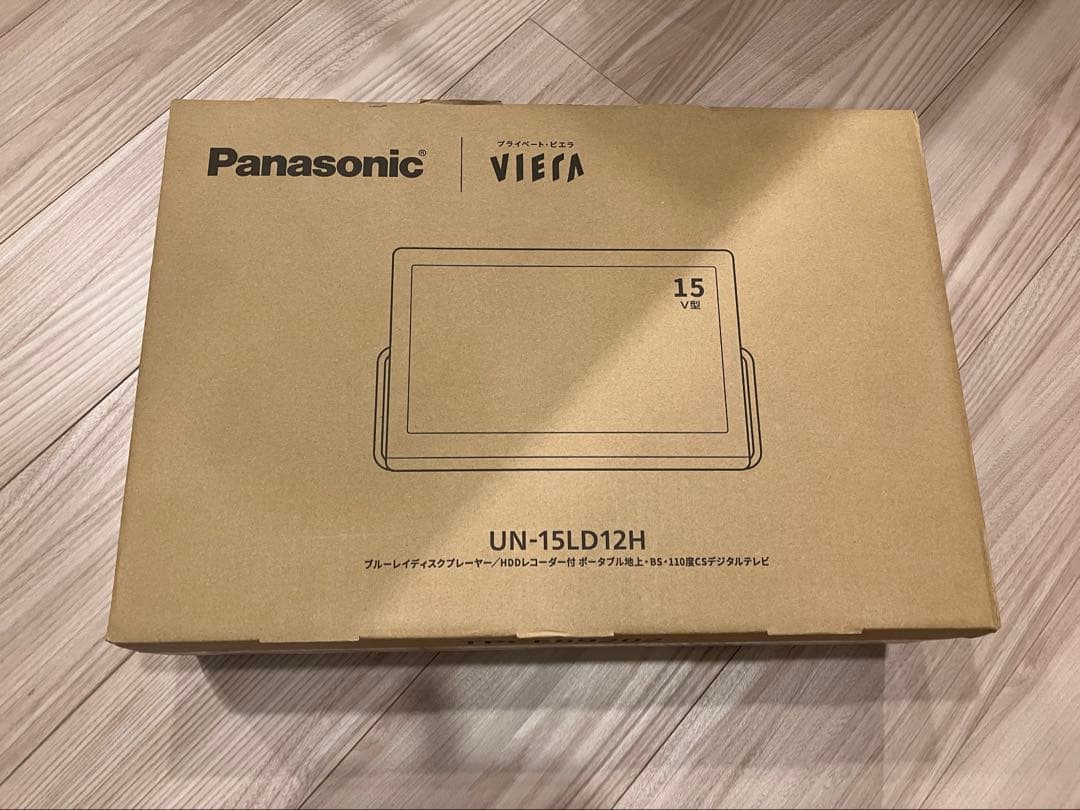 Panasonic®
プライベート・ビエラ
VIERA
15
V型
UN-15LD12H
ブルーレイディスクプレーヤー/HDDレコーダー付 ポータブル地上・BS・110度CSデジタルテレビ